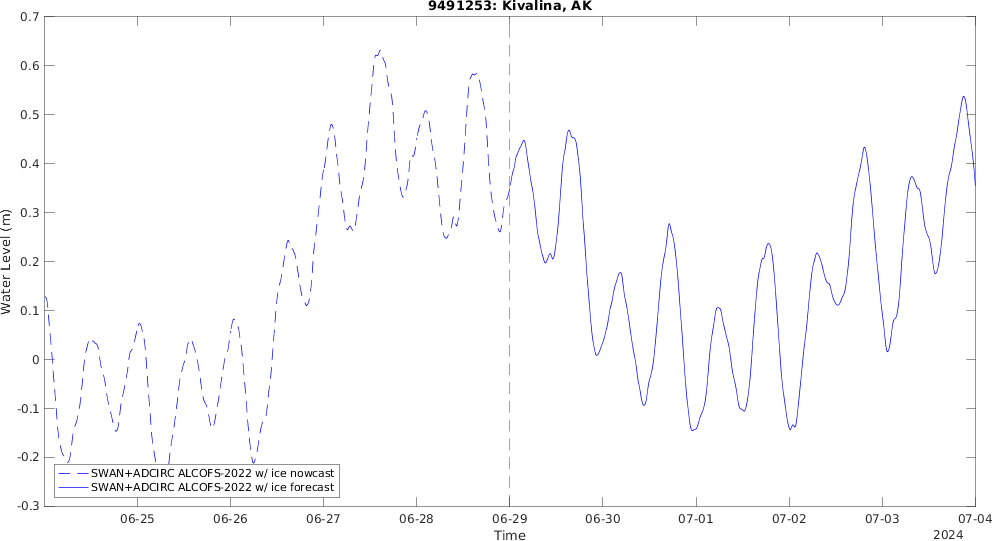 9491253: Kivalina, AK
0.7
0.6
0.5
0.4
0.3
0.2
0.1
0
-0.1
-0.2
-0.3
Water Level (m)
SWAN+ADCIRC ALCOFS-2022 w/ ice nowcast
SWAN+ADCIRC ALCOFS-2022 w/ ice forecast
06-25 06-26 06-27 06-28 06-29 06-30 07-01 07-02 07-03 07-04
Time
2024